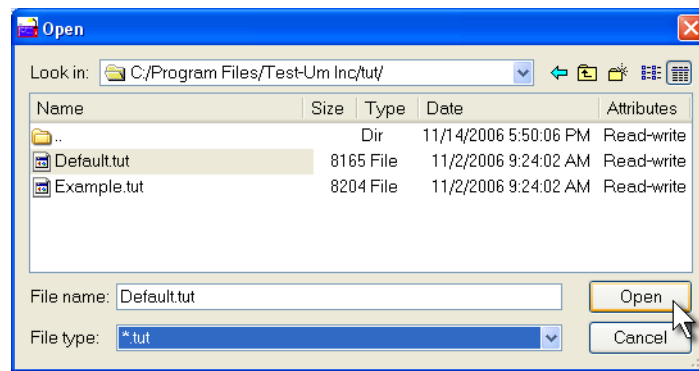 Open
Look in: C:/Program Files/Test-Um Inc/tut/
Name Size Type Date Attributes
.. Dir 11/14/2006 5:50:06 PM Read-write
Default.tut 8165 File 11/2/2006 9:24:02 AM Read-write
Example.tut 8204 File 11/2/2006 9:24:02 AM Read-write
File name: Default.tut Open
File type: *.tut Cancel